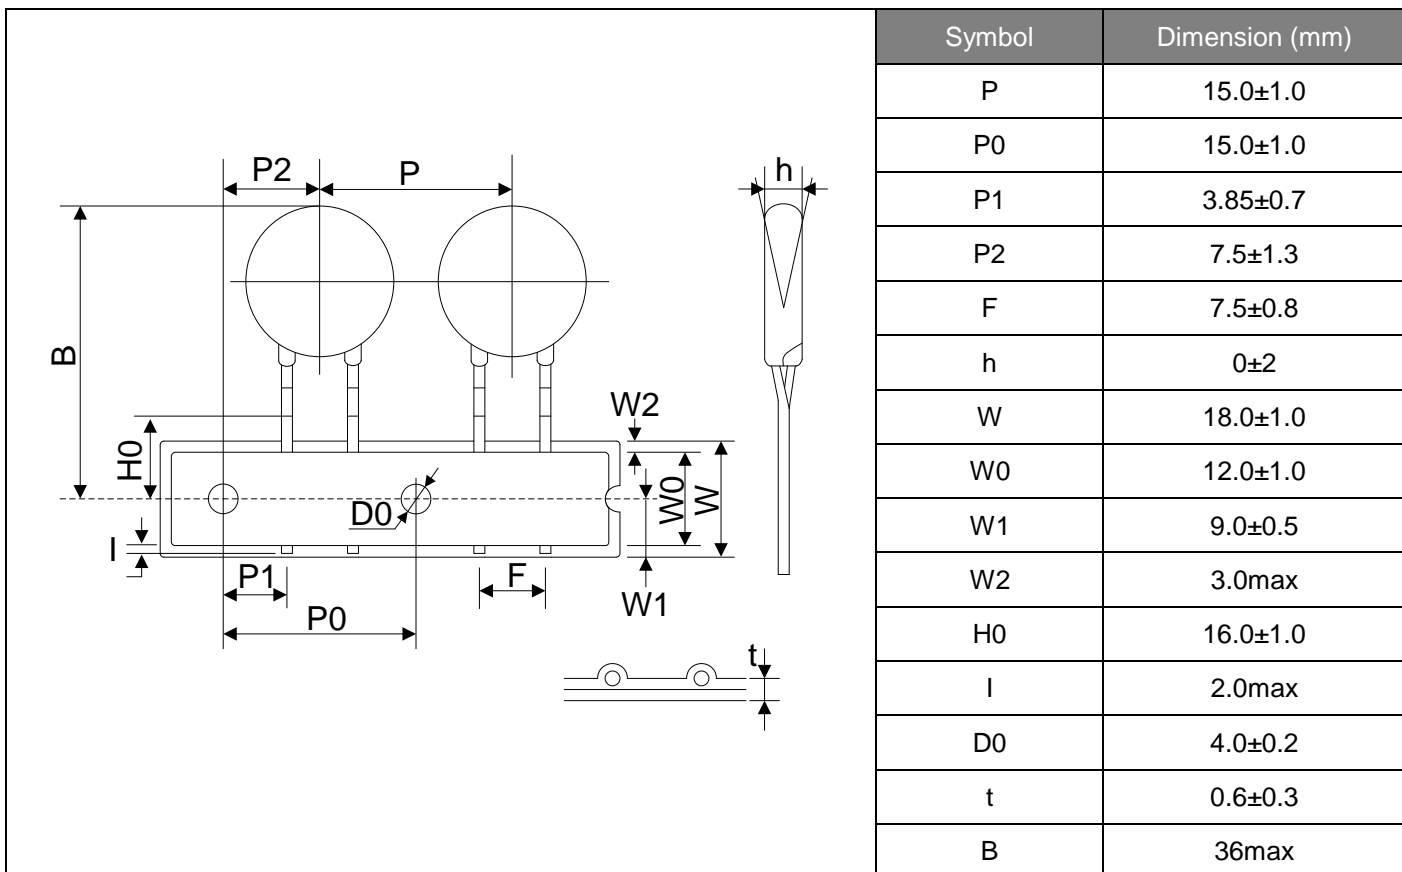 Symbol Dimension (mm)
P 15.0±1.0
P0 15.0±1.0
P1 3.85±0.7
P2 7.5±1.3
F 7.5±0.8
h 0±2
W 18.0±1.0
W0 12.0±1.0
W1 9.0±0.5
W2 3.0max
H0 16.0±1.0
I 2.0max
D0 4.0±0.2
t 0.6±0.3
B 36max
P2 P h
B
W2
H0
W0 W
D0
I
P1 F
W1
P0
t